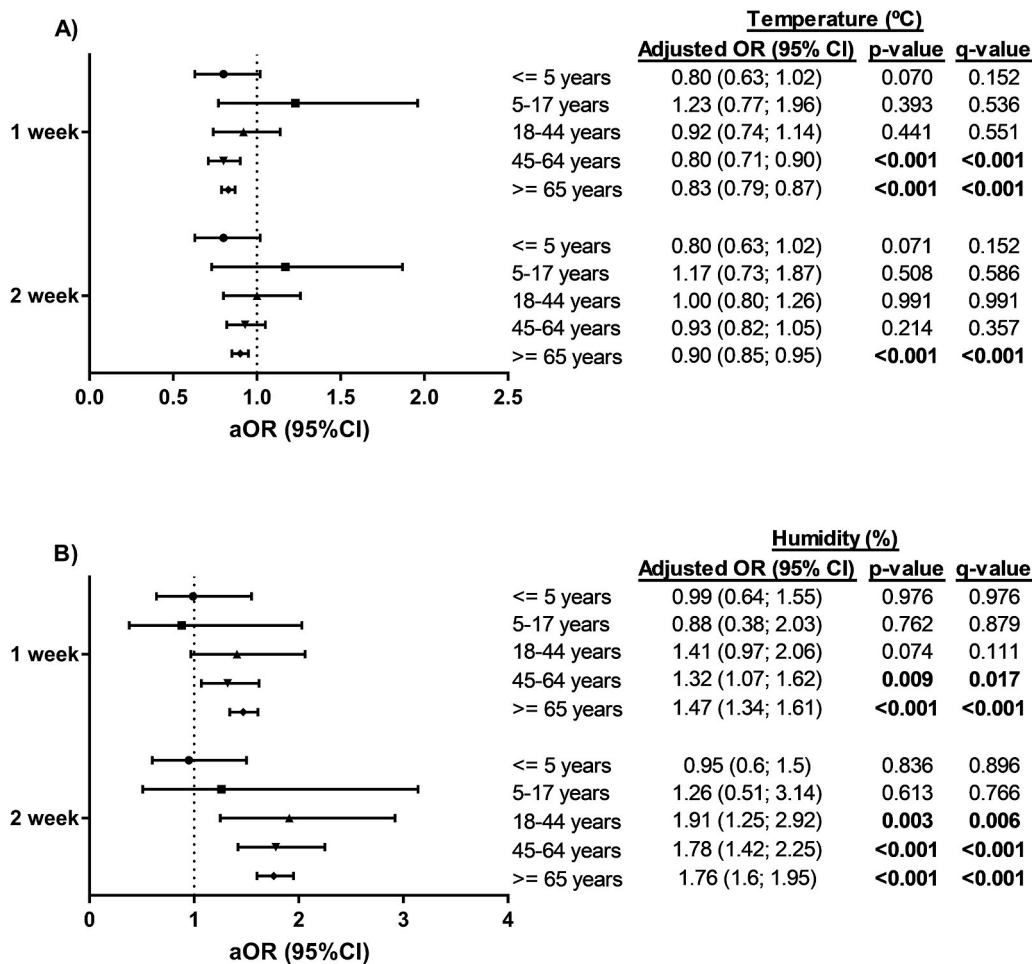 A)
Temperature (ºC)
Adjusted OR (95% CI) p-value q-value
<= 5 years 0.80 (0.63; 1.02) 0.070 0.152
5-17 years 1.23 (0.77; 1.96) 0.393 0.536
1 week 18-44 years 0.92 (0.74; 1.14) 0.441 0.551
45-64 years 0.80 (0.71; 0.90) <0.001 <0.001
>= 65 years 0.83 (0.79; 0.87) <0.001 <0.001
<= 5 years 0.80 (0.63; 1.02) 0.071 0.152
5-17 years 1.17 (0.73; 1.87) 0.508 0.586
2 week 18-44 years 1.00 (0.80; 1.26) 0.991 0.991
45-64 years 0.93 (0.82; 1.05) 0.214 0.357
>= 65 years 0.90 (0.85; 0.95) <0.001 <0.001
0.0 0.5 1.0 1.5 2.0 2.5
aOR (95%CI)
B)
Humidity (%)
Adjusted OR (95% CI) p-value q-value
<= 5 years 0.99 (0.64; 1.55) 0.976 0.976
5-17 years 0.88 (0.38; 2.03) 0.762 0.879
1 week 18-44 years 1.41 (0.97; 2.06) 0.074 0.111
45-64 years 1.32 (1.07; 1.62) 0.009 0.017
>= 65 years 1.47 (1.34; 1.61) <0.001 <0.001
<= 5 years 0.95 (0.6; 1.5) 0.836 0.896
5-17 years 1.26 (0.51; 3.14) 0.613 0.766
2 week 18-44 years 1.91 (1.25; 2.92) 0.003 0.006
45-64 years 1.78 (1.42; 2.25) <0.001 <0.001
>= 65 years 1.76 (1.6; 1.95) <0.001 <0.001
0 1 2 3 4
aOR (95%CI)